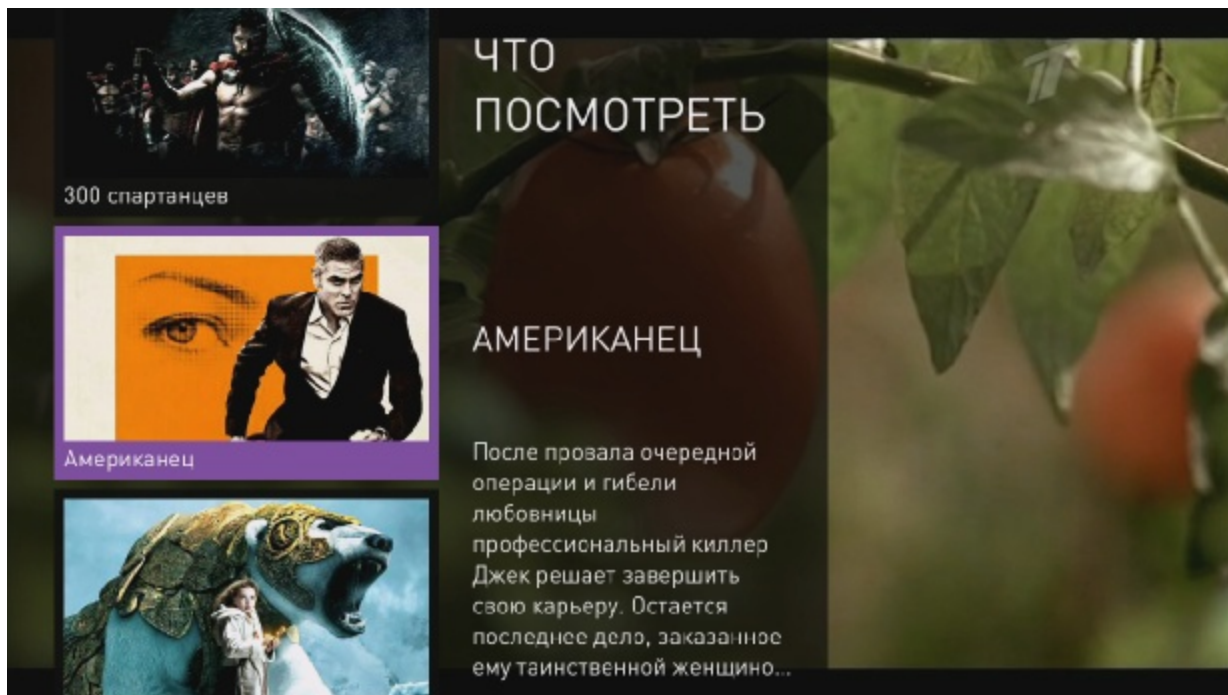 300 спартанцев
Американец
ЧТО
ПОСМОТРЕТЬ
АМЕРИКАНЕЦ
После провала очередной
операции и гибели
любовницы
профессиональный киллер
Джек решает завершить
свою карьеру. Остается
последнее дело, заказанное
ему таинственной женщино...